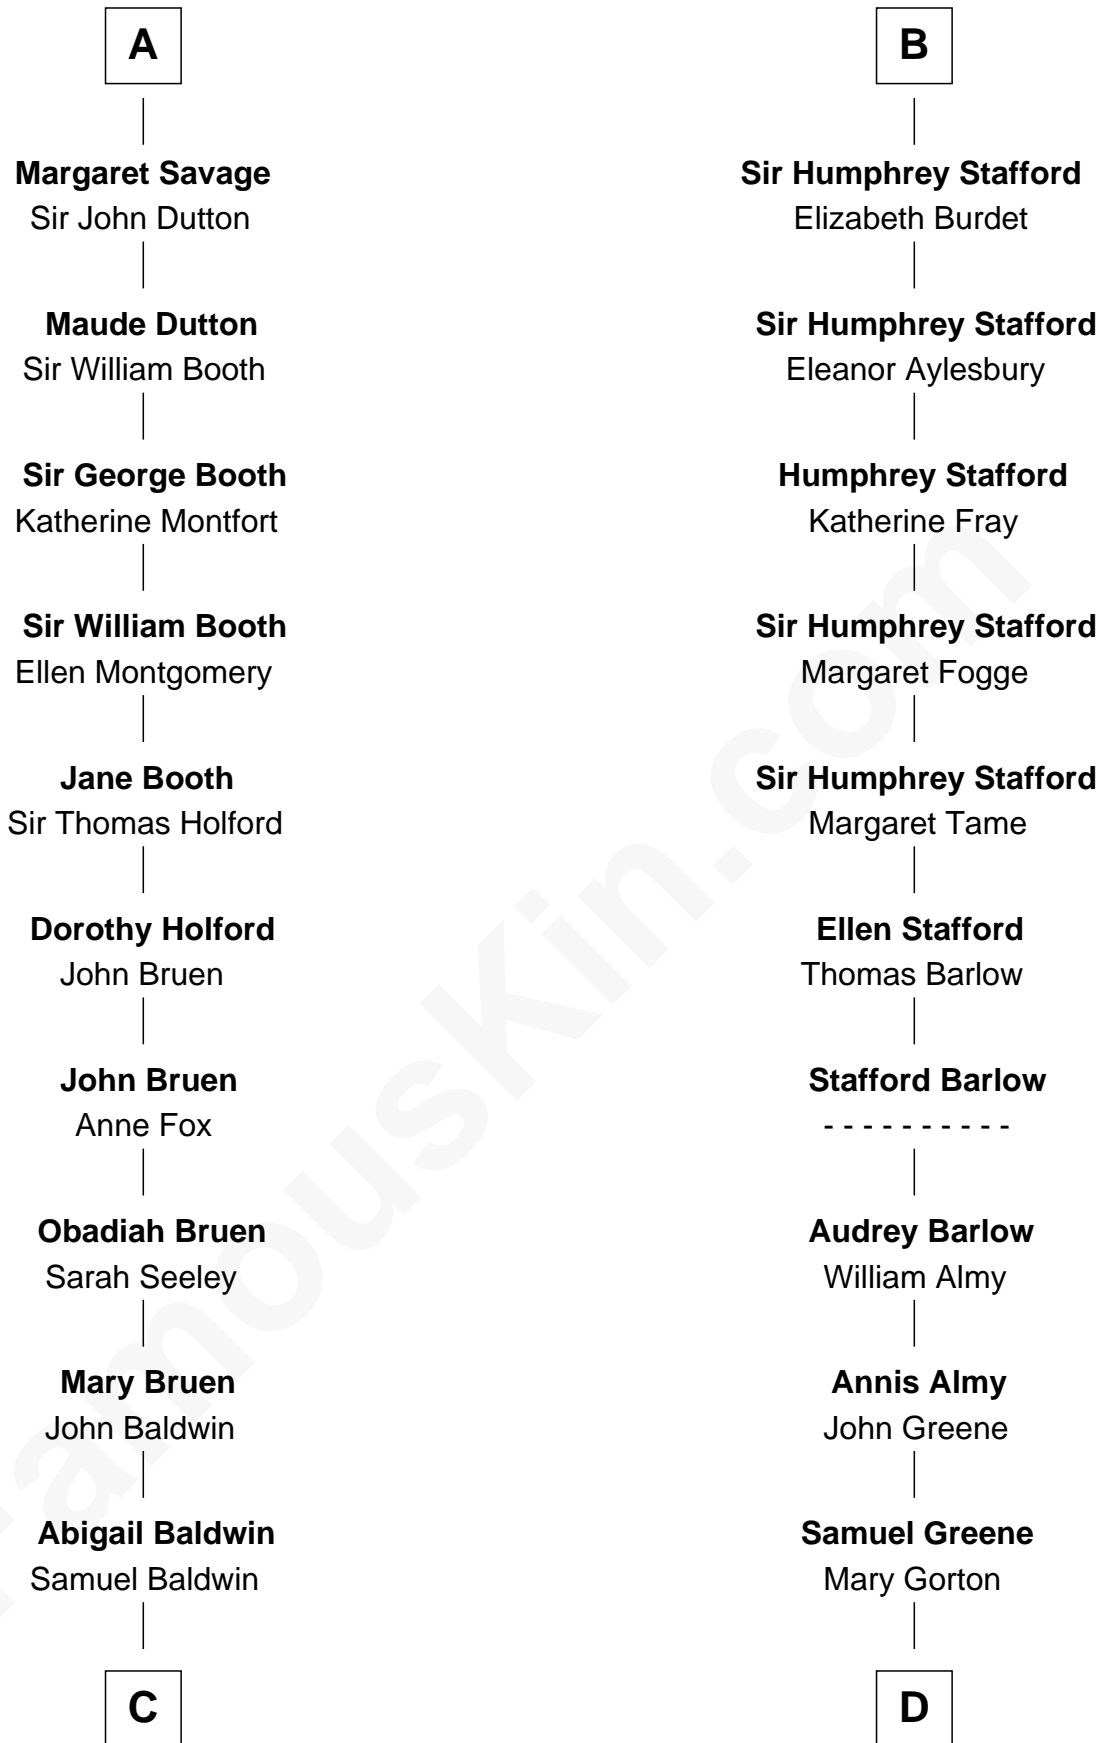 A
Margaret Savage
Sir John Dutton
Maude Dutton
Sir William Booth
Sir George Booth
Katherine Montfort
Sir William Booth
Ellen Montgomery
Jane Booth
Sir Thomas Holford
Dorothy Holford
John Bruen
John Bruen
Anne Fox
Obadiah Bruen
Sarah Seeley
Mary Bruen
John Baldwin
Abigail Baldwin
Samuel Baldwin
C
B
Sir Humphrey Stafford
Elizabeth Burdet
Sir Humphrey Stafford
Eleanor Aylesbury
Humphrey Stafford
Katherine Fray
Sir Humphrey Stafford
Margaret Fogge
Sir Humphrey Stafford
Margaret Tame
Ellen Stafford
Thomas Barlow
Stafford Barlow
- - - - - - - - - -
Audrey Barlow
William Almy
Annis Almy
John Greene
Samuel Greene
Mary Gorton
D
FamousKin.com